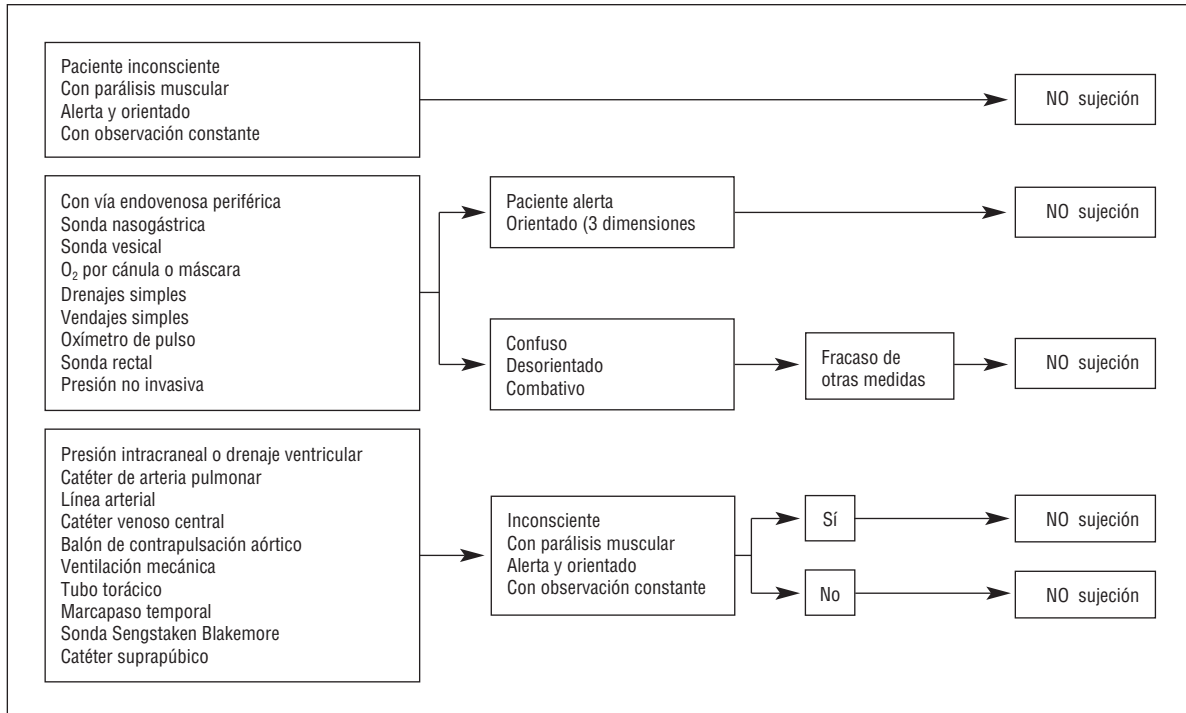 Paciente inconsciente
Con parálisis muscular
Alerta y orientado
Con observación constante
NO sujeción
Con vía endovenosa periférica
Sonda nasogástrica
Sonda vesical
O₂ por cánula o máscara
Drenajes simples
Vendajes simples
Oxímetro de pulso
Sonda rectal
Presión no invasiva
Paciente alerta
Orientado (3 dimensiones
NO sujeción
Confuso
Desorientado
Combativo
Fracaso de
otras medidas
NO sujeción
Presión intracraneal o drenaje ventricular
Catéter de arteria pulmonar
Línea arterial
Catéter venoso central
Balón de contrapulsación aórtico
Ventilación mecánica
Tubo torácico
Marcapaso temporal
Sonda Sengstaken Blakemore
Catéter suprapúbico
Inconsciente
Con parálisis muscular
Alerta y orientado
Con observación constante
Sí
NO sujeción
No
NO sujeción